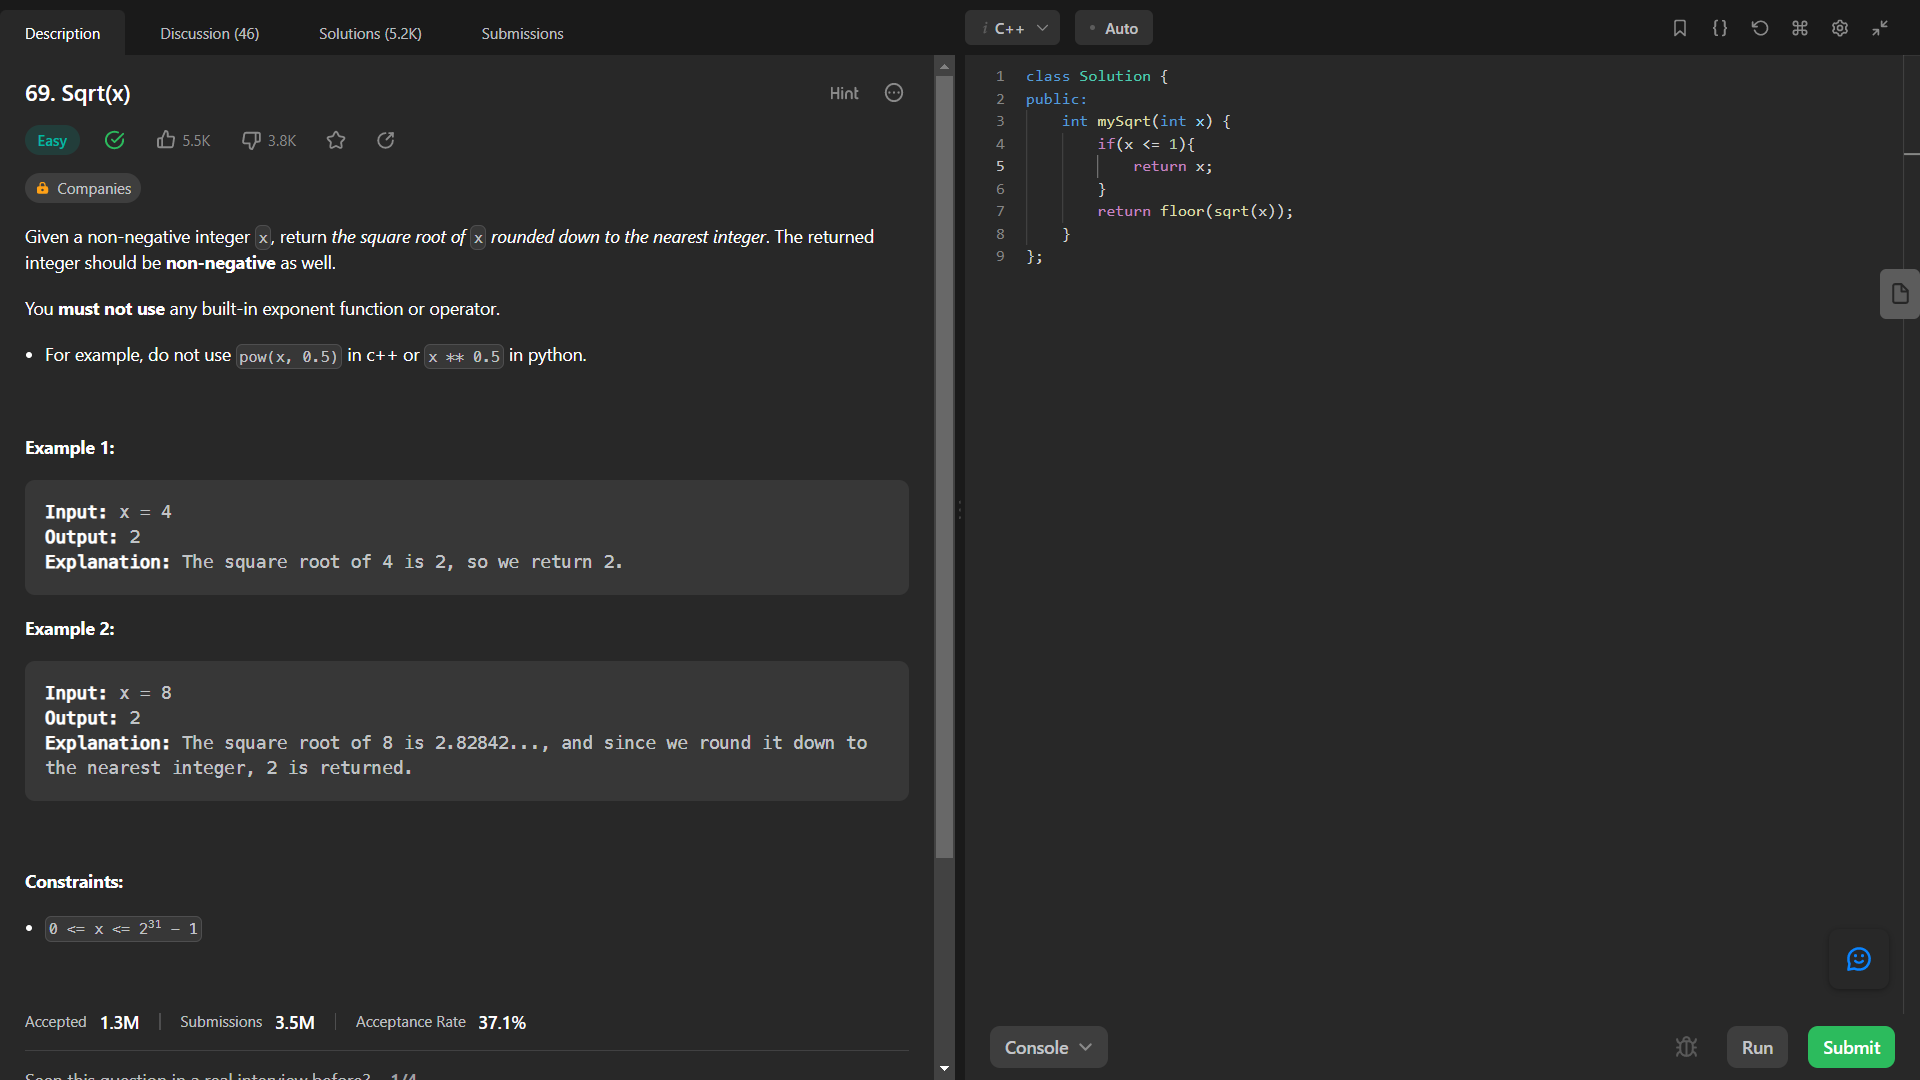 Description
Discussion (46)
Solutions (5.2K)
Submissions
69. Sqrt(x)
Hint
Easy
5.5K
3.8K
Companies
Given a non-negative integer x, return the square root of x rounded down to the nearest integer. The returned
integer should be non-negative as well.
You must not use any built-in exponent function or operator.
• For example, do not use pow(x, 0.5) in c++ or x ** 0.5 in python.
Example 1:
Input: x = 4
Output: 2
Explanation: The square root of 4 is 2, so we return 2.
Example 2:
Input: x = 8
Output: 2
Explanation: The square root of 8 is 2.82842..., and since we round it down to
the nearest integer, 2 is returned.
Constraints:
• 0 <= x <= 2³¹ - 1
Accepted 1.3M | Submissions 3.5M | Acceptance Rate 37.1%
Seen this question in a real interview before? 1/4
i C++
• Auto
1 class Solution {
2 public:
3 int mySqrt(int x) {
4 if(x <= 1){
5 return x;
6 }
7 return floor(sqrt(x));
8 }
9 };
Console
Run
Submit